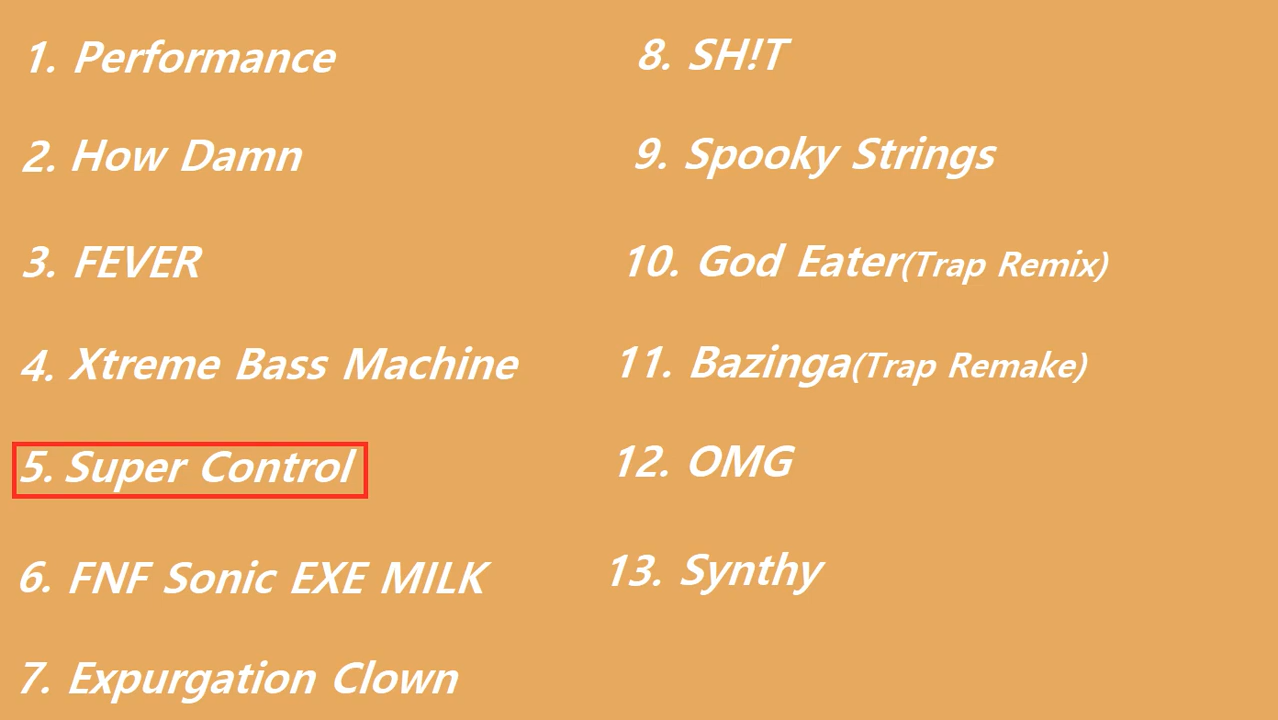 1. Performance
2. How Damn
3. FEVER
4. Xtreme Bass Machine
5. Super Control
6. FNF Sonic EXE MILK
7. Expurgation Clown
8. SH!T
9. Spooky Strings
10. God Eater(Trap Remix)
11. Bazinga(Trap Remake)
12. OMG
13. Synthy